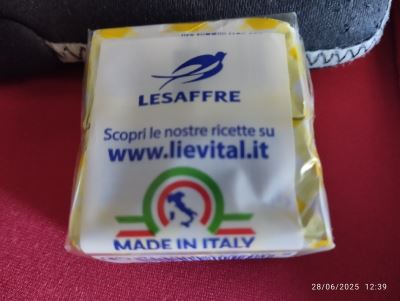 LESAFFRE
Scopri le nostre ricette su
www.lievital.it
MADE IN ITALY
28/06/2025 12:39